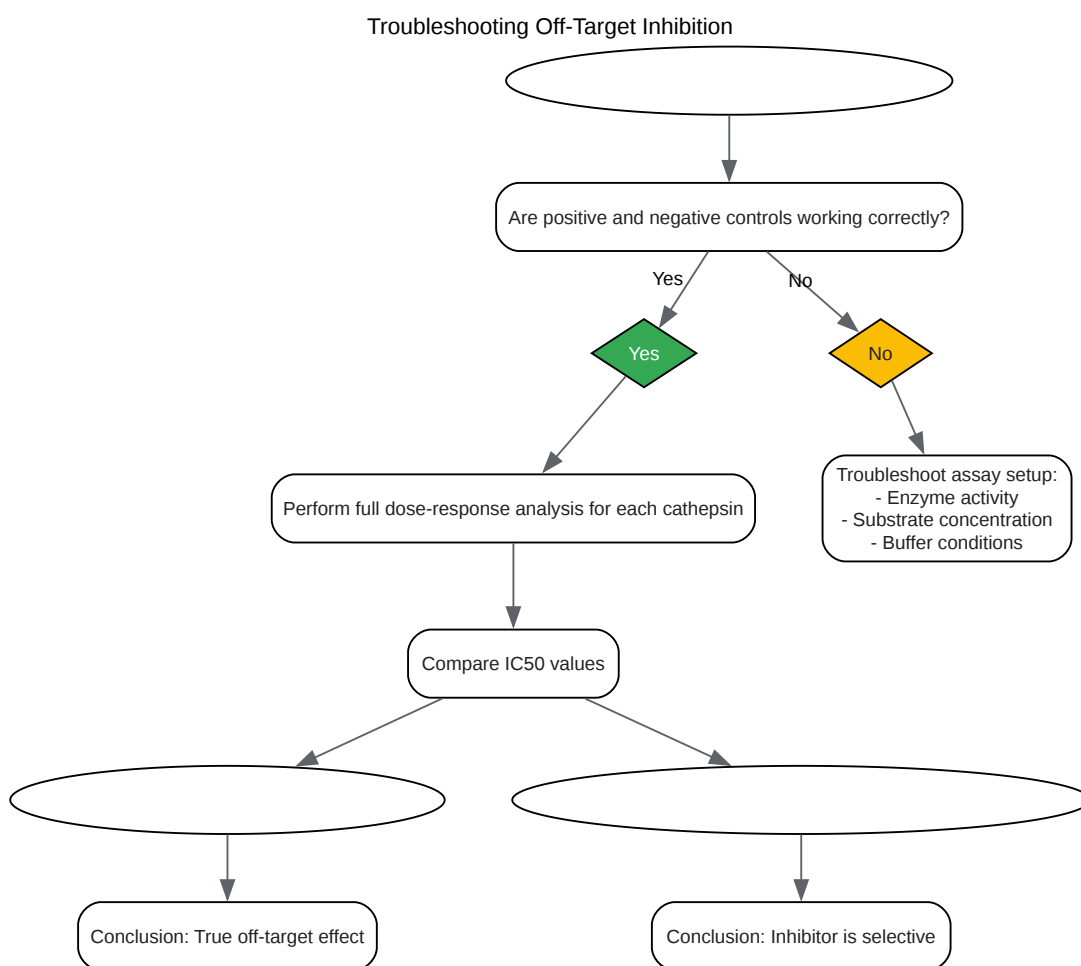 Troubleshooting Off-Target Inhibition
Are positive and negative controls working correctly?
Yes
No
Yes
No
Troubleshoot assay setup:
- Enzyme activity
- Substrate concentration
- Buffer conditions
Perform full dose-response analysis for each cathepsin
Compare IC50 values
Conclusion: True off-target effect
Conclusion: Inhibitor is selective